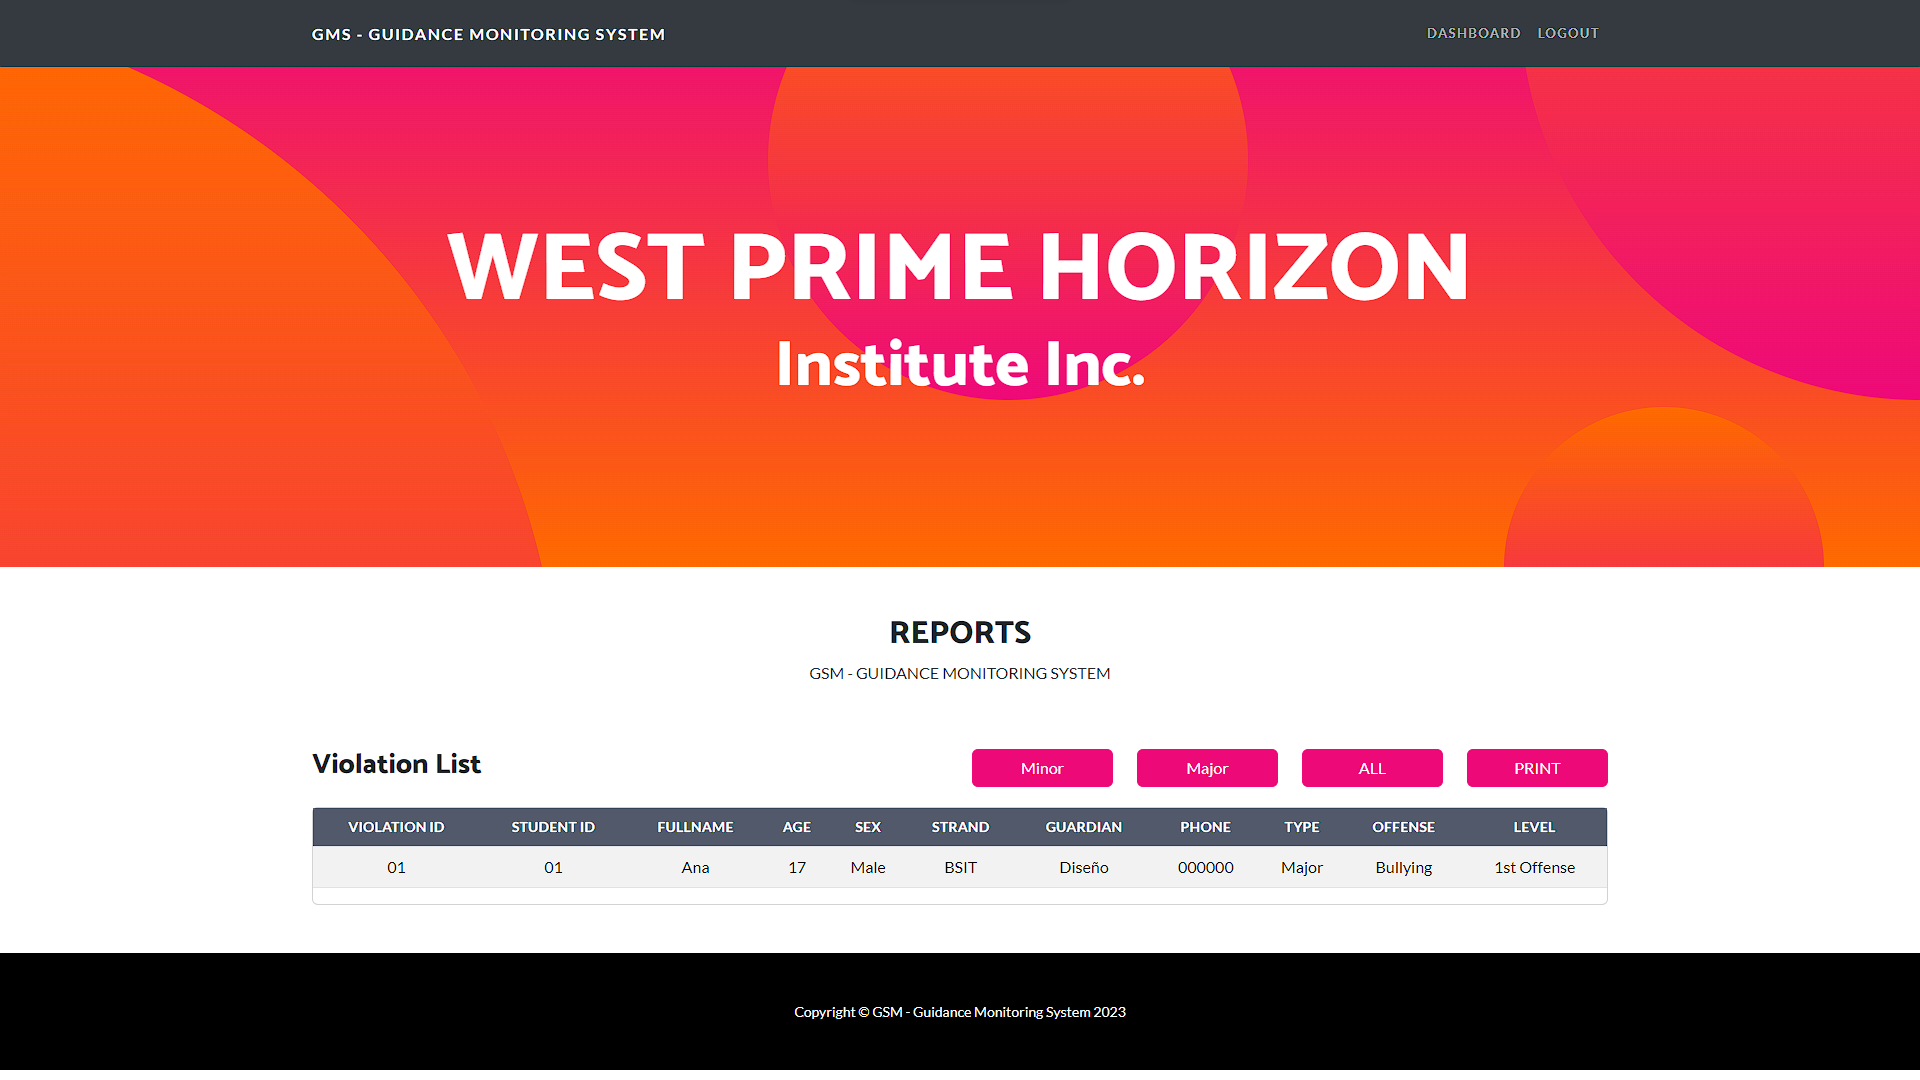 GMS - GUIDANCE MONITORING SYSTEM DASHBOARD LOGOUT
WEST PRIME HORIZON
Institute Inc.
REPORTS
GSM - GUIDANCE MONITORING SYSTEM
Violation List Minor Major ALL PRINT
VIOLATION ID STUDENT ID FULLNAME AGE SEX STRAND GUARDIAN PHONE TYPE OFFENSE LEVEL
01 01 Ana 17 Male BSIT Diseño 000000 Major Bullying 1st Offense
Copyright © GSM - Guidance Monitoring System 2023